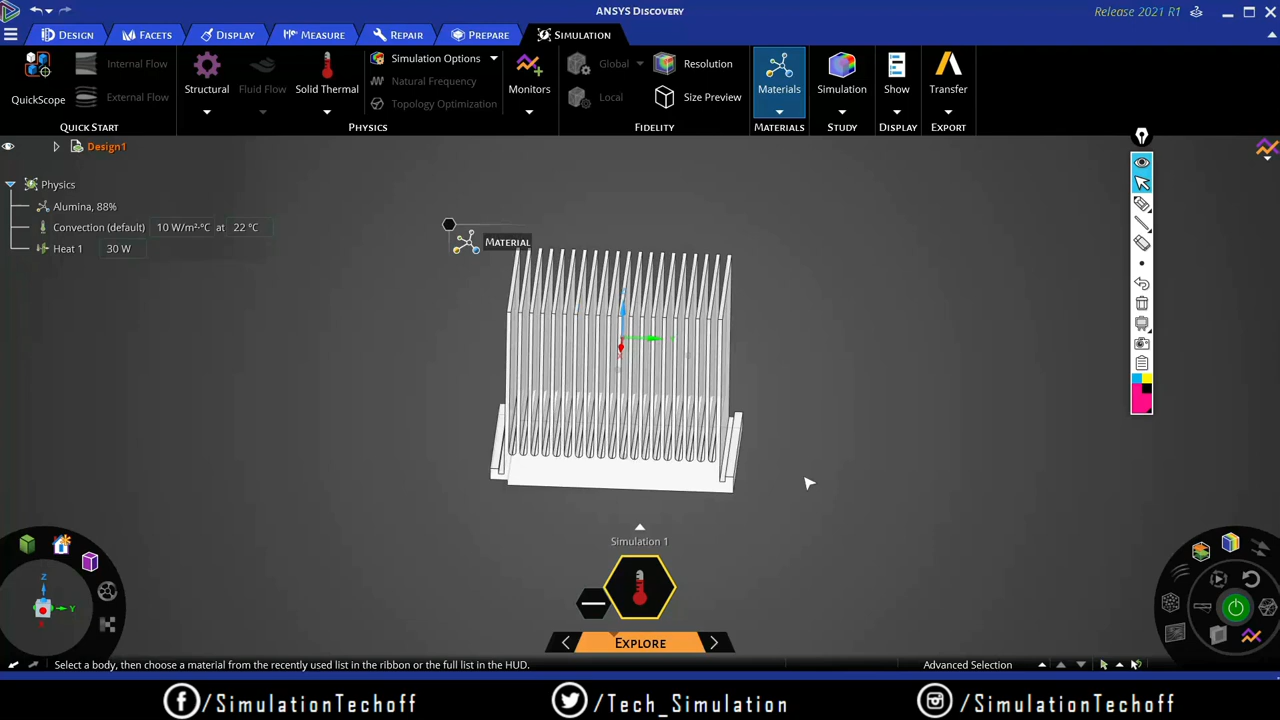 ANSYS Discovery
Release 2021 R1
DESIGN
FACETS
DISPLAY
MEASURE
REPAIR
PREPARE
SIMULATION
QuickScope
Internal Flow
External Flow
QUICK START
Structural
Fluid Flow
Solid Thermal
Simulation Options
Natural Frequency
Topology Optimization
PHYSICS
Monitors
Global
Local
Resolution
Size Preview
FIDELITY
Materials
MATERIALS
Simulation
STUDY
Show
DISPLAY
Transfer
EXPORT
Design1
Physics
Alumina, 88%
Convection (default) 10 W/m²·°C at 22 °C
Heat 1 30 W
MATERIAL
Simulation 1
EXPLORE
Z
Y
Select a body, then choose a material from the recently used list in the ribbon or the full list in the HUD.
Advanced Selection
/SimulationTechoff
/Tech_Simulation
/SimulationTechoff